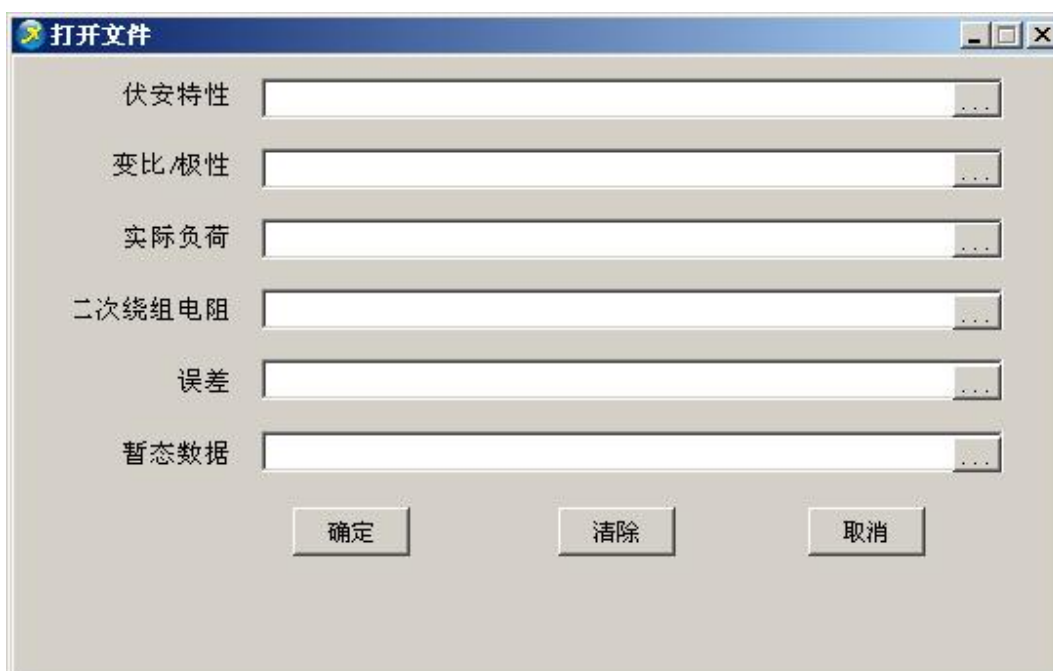 打开文件
伏安特性 ...
变比/极性 ...
实际负荷 ...
二次绕组电阻 ...
误差 ...
暂态数据 ...
确定 清除 取消